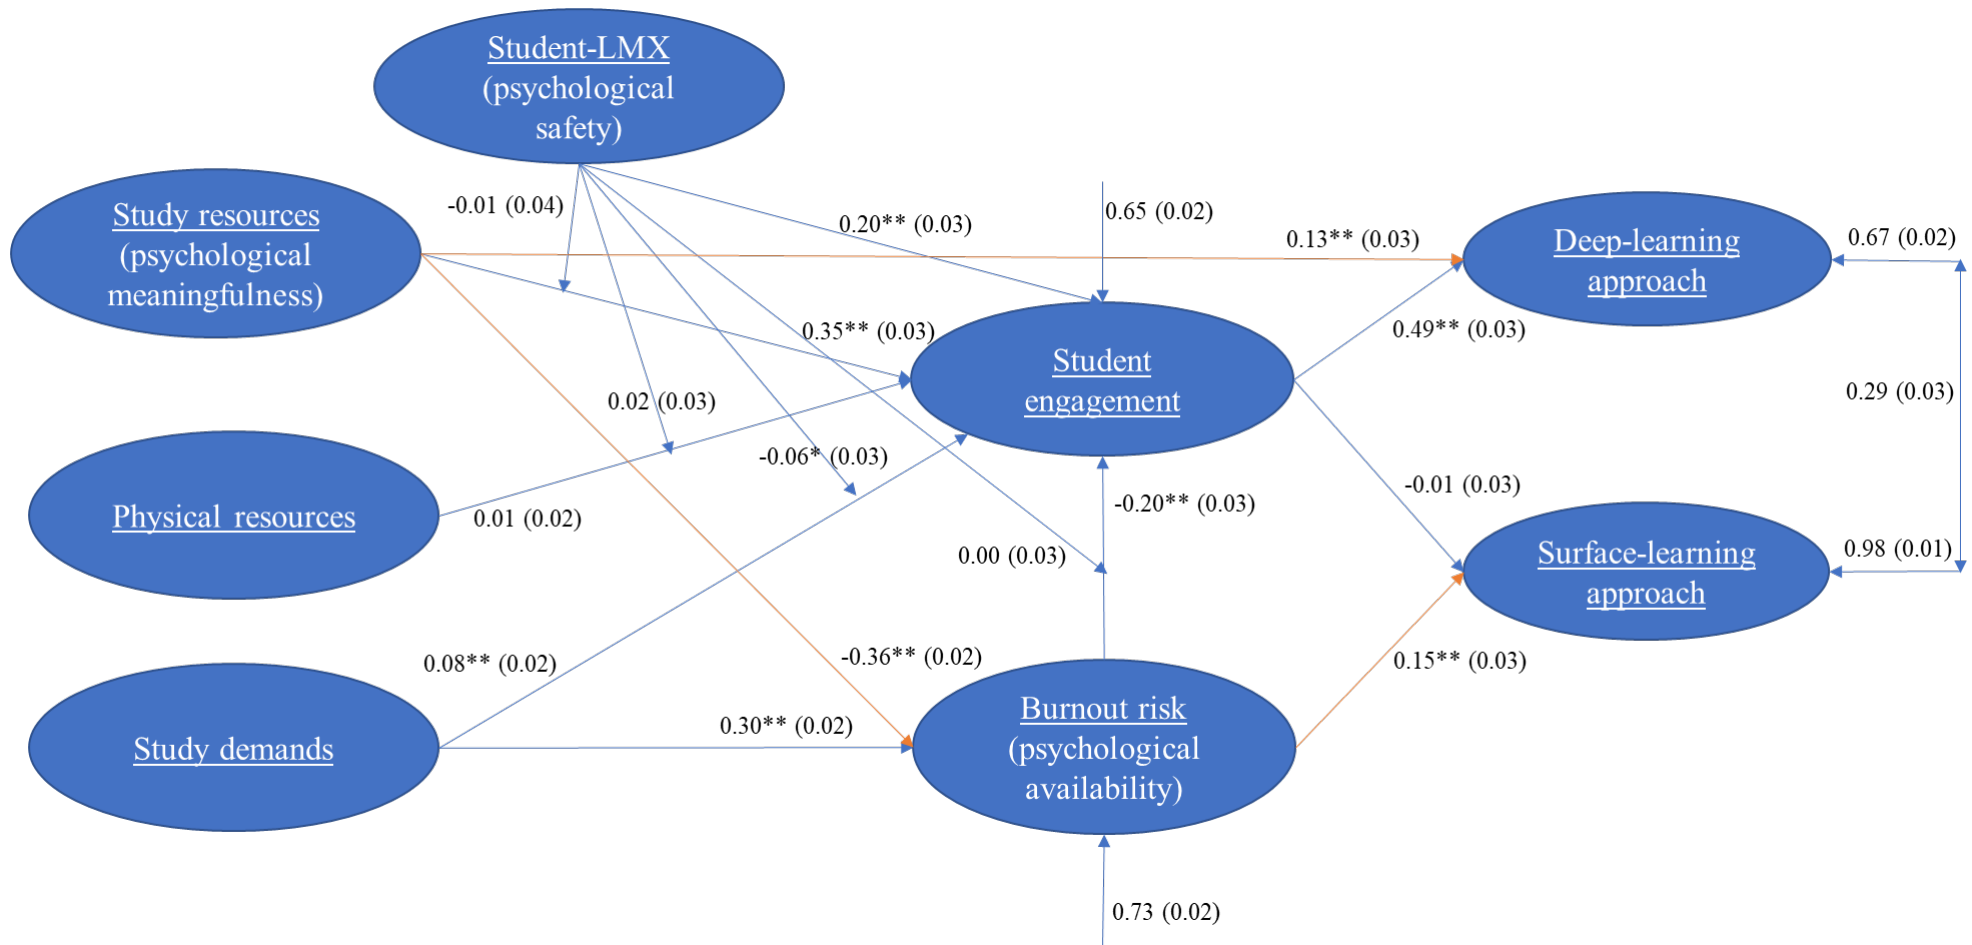 Student-LMX
(psychological
safety)
Study resources
(psychological
meaningfulness)
-0.01 (0.04)
0.20** (0.03)
0.65 (0.02)
0.13** (0.03)
Deep-learning
approach
0.67 (0.02)
0.35** (0.03)
0.49** (0.03)
Student
engagement
0.02 (0.03)
0.29 (0.03)
-0.06* (0.03)
Physical resources
0.01 (0.02)
-0.20** (0.03)
-0.01 (0.03)
0.00 (0.03)
Surface-learning
approach
0.98 (0.01)
0.08** (0.02)
-0.36** (0.02)
0.15** (0.03)
Study demands
0.30** (0.02)
Burnout risk
(psychological
availability)
0.73 (0.02)